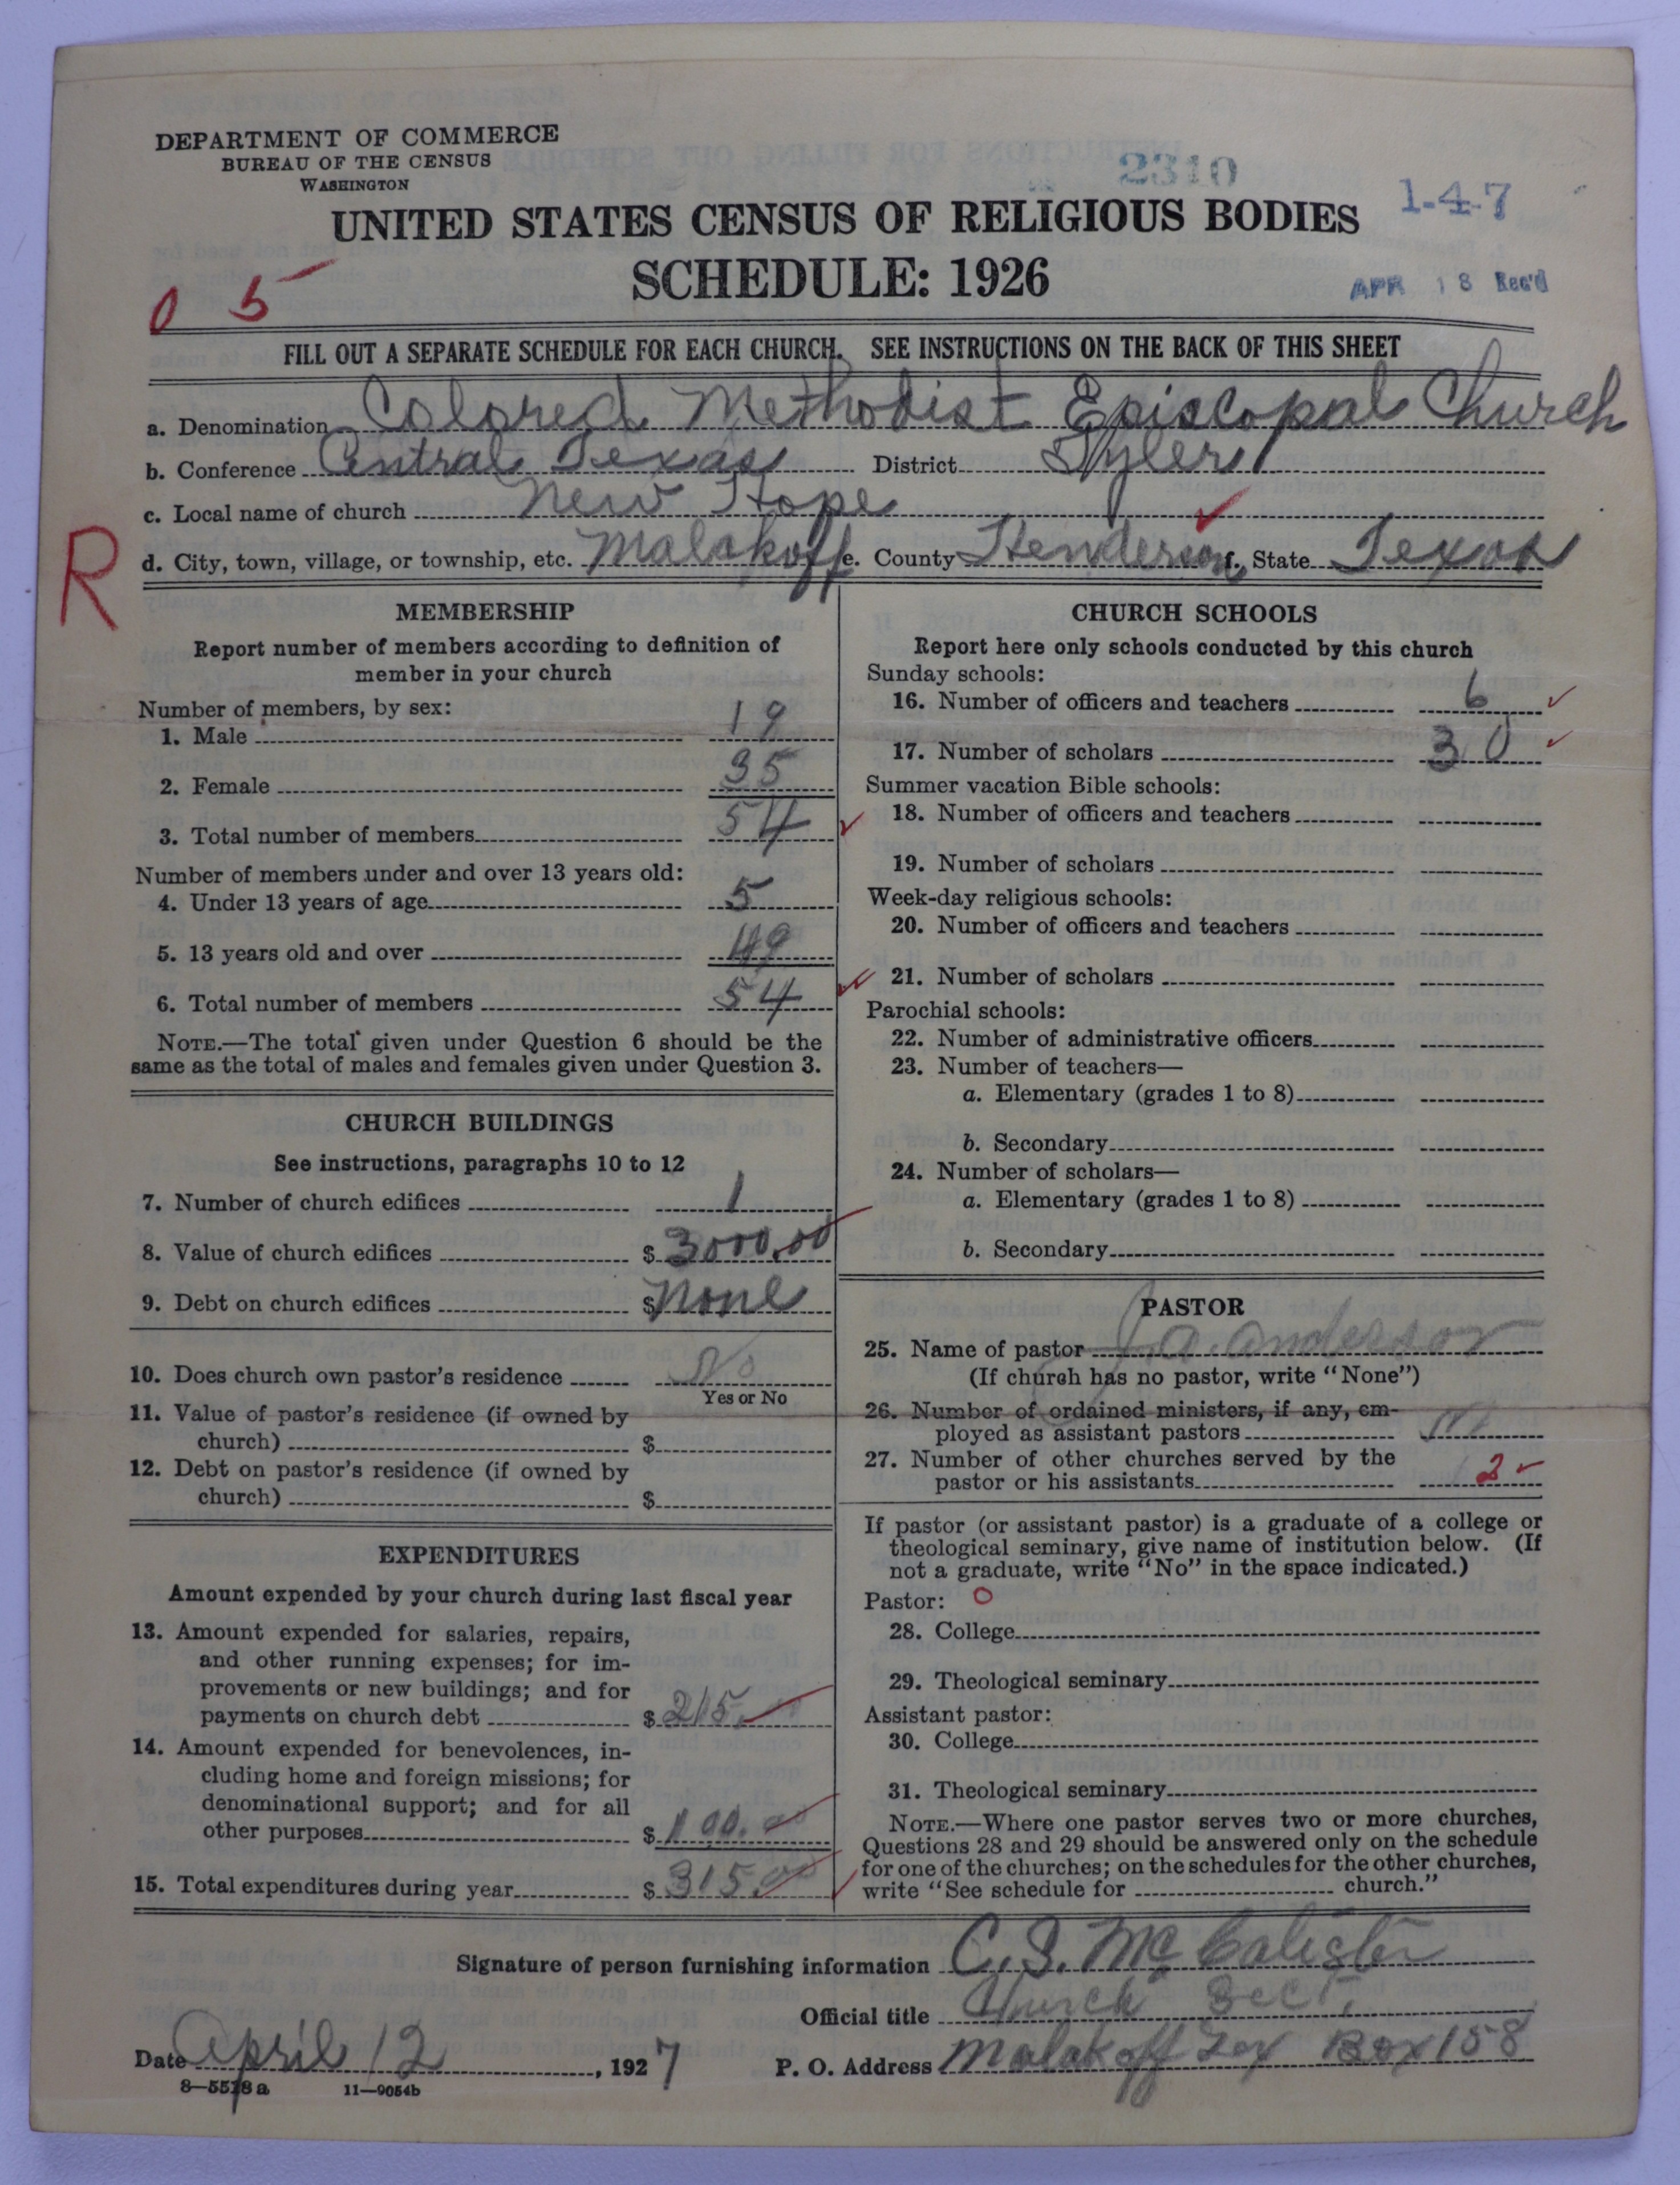 DEPARTMENT OF COMMERCE
BUREAU OF THE CENSUS
WASHINGTON
2310
1-47
UNITED STATES CENSUS OF RELIGIOUS BODIES
SCHEDULE: 1926
APR 18 Rec'd
0 5
FILL OUT A SEPARATE SCHEDULE FOR EACH CHURCH. SEE INSTRUCTIONS ON THE BACK OF THIS SHEET
a. Denomination Colored Methodist Episcopal Church
b. Conference Central Texas District Tyler
c. Local name of church New Hope
R
d. City, town, village, or township, etc. Malakoff e. County Henderson f. State Texas
MEMBERSHIP
Report number of members according to definition of
member in your church
Number of members, by sex:
1. Male 19
2. Female 35
3. Total number of members 54
Number of members under and over 13 years old:
4. Under 13 years of age 5
5. 13 years old and over 49
6. Total number of members 54
NOTE.—The total given under Question 6 should be the
same as the total of males and females given under Question 3.
CHURCH BUILDINGS
See instructions, paragraphs 10 to 12
7. Number of church edifices 1
8. Value of church edifices $ 3000.00
9. Debt on church edifices $ None
10. Does church own pastor's residence No
Yes or No
11. Value of pastor's residence (if owned by
church) $
12. Debt on pastor's residence (if owned by
church) $
EXPENDITURES
Amount expended by your church during last fiscal year
13. Amount expended for salaries, repairs,
and other running expenses; for im-
provements or new buildings; and for
payments on church debt $ 215.00
14. Amount expended for benevolences, in-
cluding home and foreign missions; for
denominational support; and for all
other purposes $ 100.00
15. Total expenditures during year $ 315.00
CHURCH SCHOOLS
Report here only schools conducted by this church
Sunday schools:
16. Number of officers and teachers 6
17. Number of scholars 30
Summer vacation Bible schools:
18. Number of officers and teachers
19. Number of scholars
Week-day religious schools:
20. Number of officers and teachers
21. Number of scholars
Parochial schools:
22. Number of administrative officers
23. Number of teachers—
a. Elementary (grades 1 to 8)
b. Secondary
24. Number of scholars—
a. Elementary (grades 1 to 8)
b. Secondary
PASTOR
25. Name of pastor J. A. Anderson
(If church has no pastor, write "None")
26. Number of ordained ministers, if any, em-
ployed as assistant pastors
27. Number of other churches served by the
pastor or his assistants 2
If pastor (or assistant pastor) is a graduate of a college or
theological seminary, give name of institution below. (If
not a graduate, write "No" in the space indicated.)
Pastor: 0
28. College
29. Theological seminary
Assistant pastor:
30. College
31. Theological seminary
NOTE.—Where one pastor serves two or more churches,
Questions 28 and 29 should be answered only on the schedule
for one of the churches; on the schedules for the other churches,
write "See schedule for church."
Signature of person furnishing information C. S. McCalister
Official title Church Sect.
Date April 12, 1927 P. O. Address Malakoff Tex Box 158
8—5578 a 11—9054b